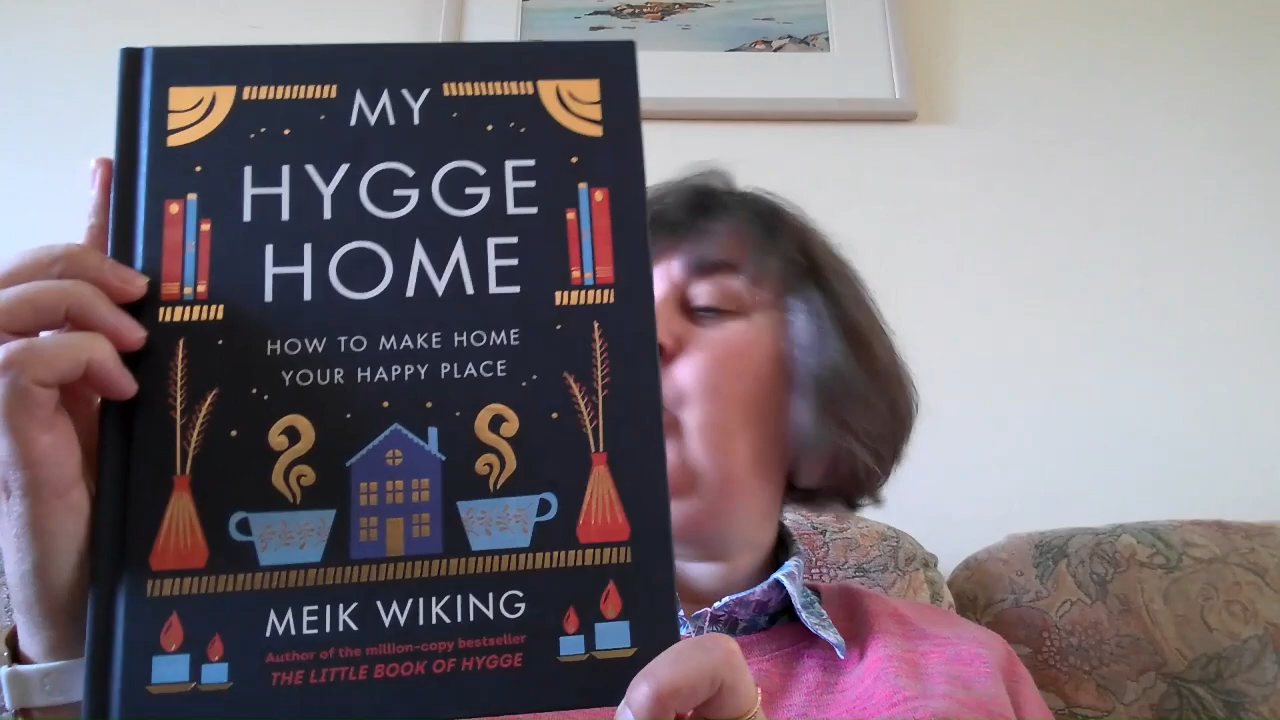 MY
HYGGE
HOME
HOW TO MAKE HOME
YOUR HAPPY PLACE
MEIK WIKING
Author of the million-copy bestseller
THE LITTLE BOOK OF HYGGE